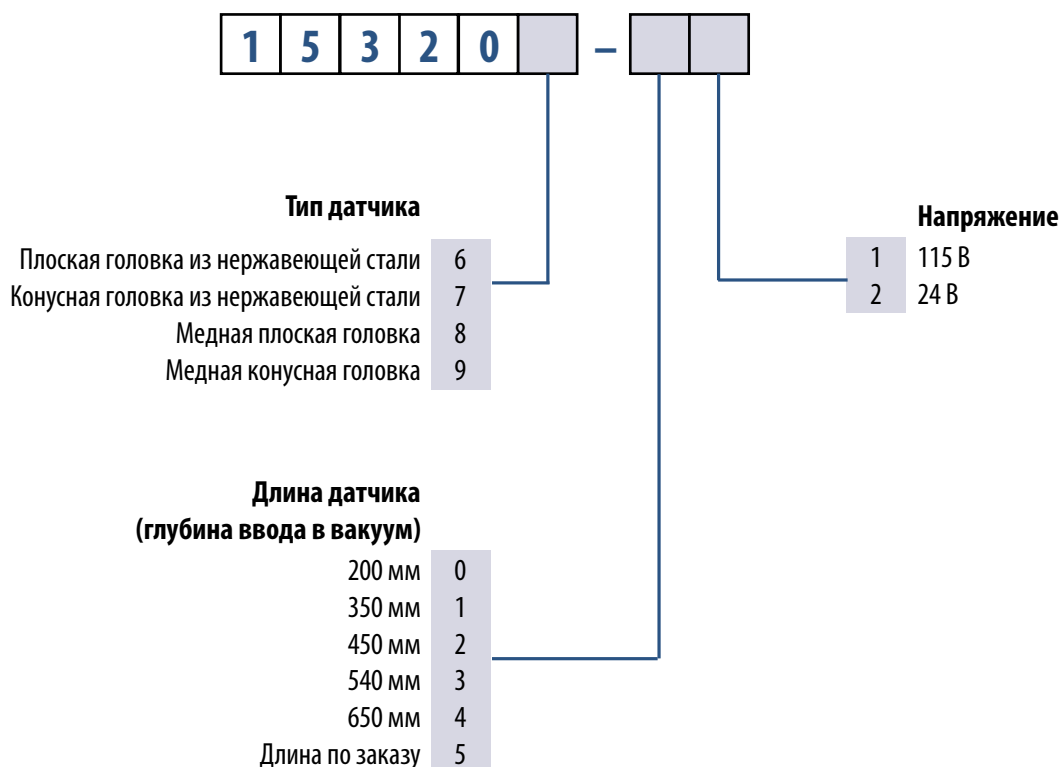 1 5 3 2 0 –
Тип датчика
Плоская головка из нержавеющей стали 6
Конусная головка из нержавеющей стали 7
Медная плоская головка 8
Медная конусная головка 9
Напряжение
1 115 В
2 24 В
Длина датчика
(глубина ввода в вакуум)
200 мм 0
350 мм 1
450 мм 2
540 мм 3
650 мм 4
Длина по заказу 5